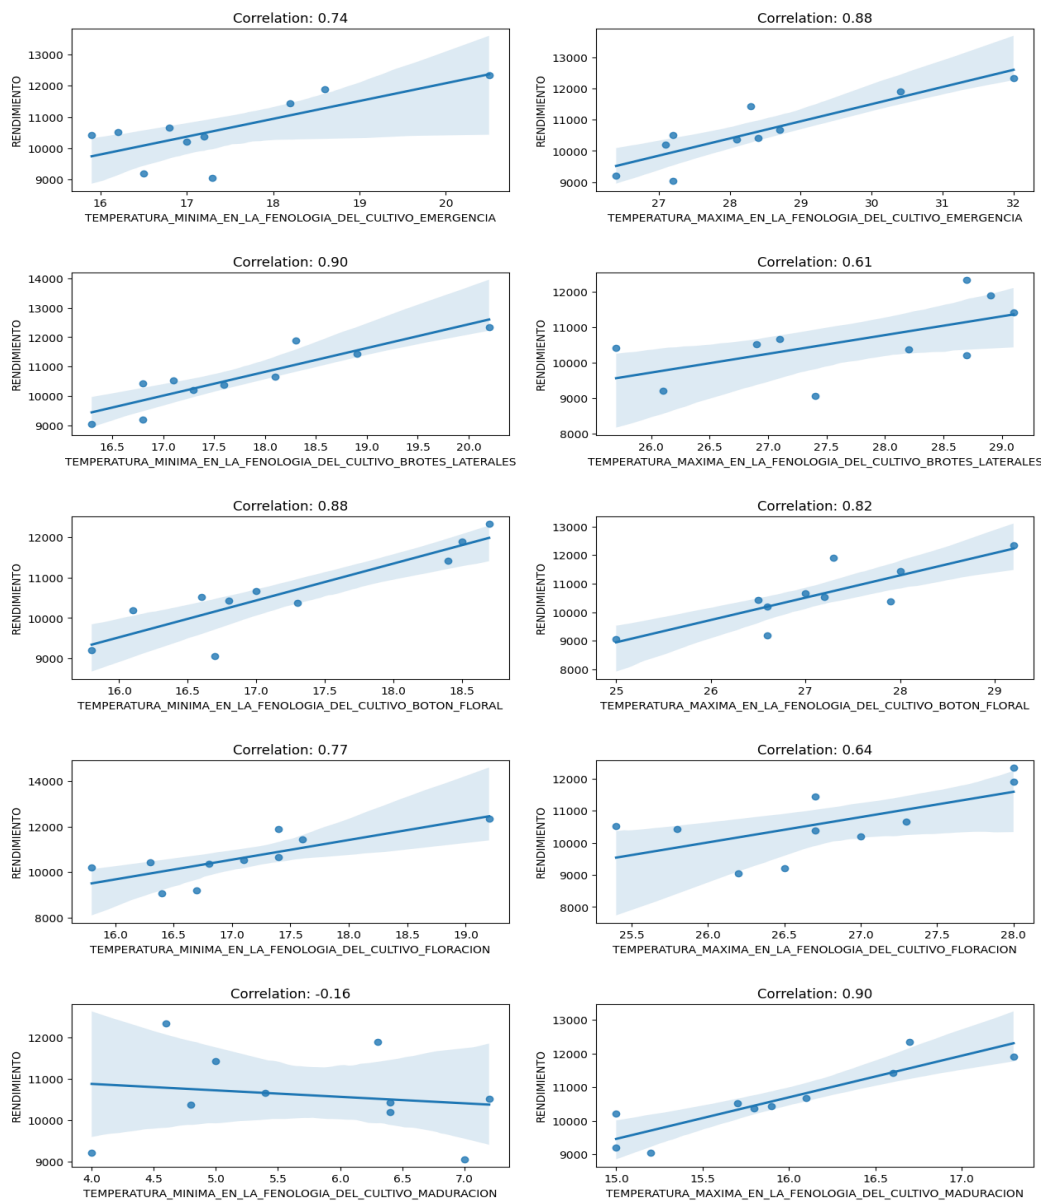 Correlation: 0.74
13000
12000
11000
10000
9000
RENDIMIENTO
16 17 18 19 20
TEMPERATURA_MINIMA_EN_LA_FENOLOGIA_DEL_CULTIVO_EMERGENCIA
Correlation: 0.88
13000
12000
11000
10000
9000
RENDIMIENTO
27 28 29 30 31 32
TEMPERATURA_MAXIMA_EN_LA_FENOLOGIA_DEL_CULTIVO_EMERGENCIA
Correlation: 0.90
14000
13000
12000
11000
10000
9000
RENDIMIENTO
16.5 17.0 17.5 18.0 18.5 19.0 19.5 20.0
TEMPERATURA_MINIMA_EN_LA_FENOLOGIA_DEL_CULTIVO_BROTES_LATERALES
Correlation: 0.61
12000
11000
10000
9000
8000
RENDIMIENTO
26.0 26.5 27.0 27.5 28.0 28.5 29.0
TEMPERATURA_MAXIMA_EN_LA_FENOLOGIA_DEL_CULTIVO_BROTES_LATERALES
Correlation: 0.88
12000
11000
10000
9000
RENDIMIENTO
16.0 16.5 17.0 17.5 18.0 18.5
TEMPERATURA_MINIMA_EN_LA_FENOLOGIA_DEL_CULTIVO_BOTON_FLORAL
Correlation: 0.82
13000
12000
11000
10000
9000
8000
RENDIMIENTO
25 26 27 28 29
TEMPERATURA_MAXIMA_EN_LA_FENOLOGIA_DEL_CULTIVO_BOTON_FLORAL
Correlation: 0.77
14000
12000
10000
8000
RENDIMIENTO
16.0 16.5 17.0 17.5 18.0 18.5 19.0
TEMPERATURA_MINIMA_EN_LA_FENOLOGIA_DEL_CULTIVO_FLORACION
Correlation: 0.64
12000
11000
10000
9000
8000
RENDIMIENTO
25.5 26.0 26.5 27.0 27.5 28.0
TEMPERATURA_MAXIMA_EN_LA_FENOLOGIA_DEL_CULTIVO_FLORACION
Correlation: -0.16
12000
11000
10000
9000
RENDIMIENTO
4.0 4.5 5.0 5.5 6.0 6.5 7.0
TEMPERATURA_MINIMA_EN_LA_FENOLOGIA_DEL_CULTIVO_MADURACION
Correlation: 0.90
13000
12000
11000
10000
9000
RENDIMIENTO
15.0 15.5 16.0 16.5 17.0
TEMPERATURA_MAXIMA_EN_LA_FENOLOGIA_DEL_CULTIVO_MADURACION